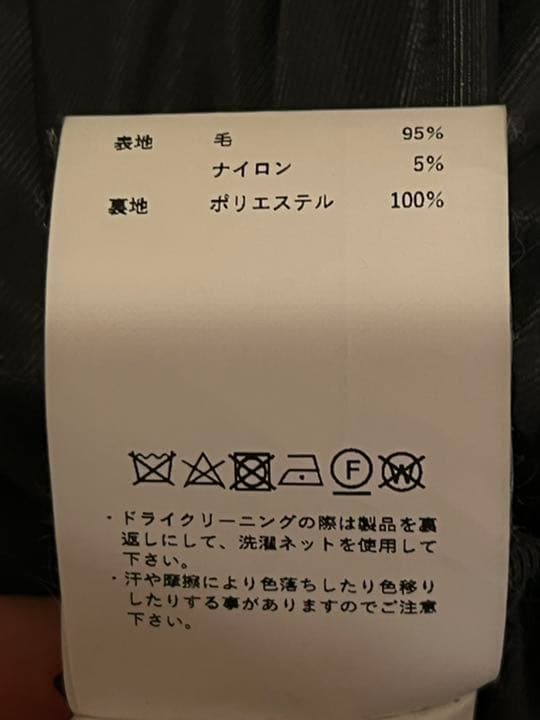 表地 毛 95%
ナイロン 5%
裏地 ポリエステル 100%
F W
・ドライクリーニングの際は製品を裏
返しにして、洗濯ネットを使用して
下さい。
・汗や摩擦により色落ちしたり色移り
したりする事がありますのでご注意
下さい。